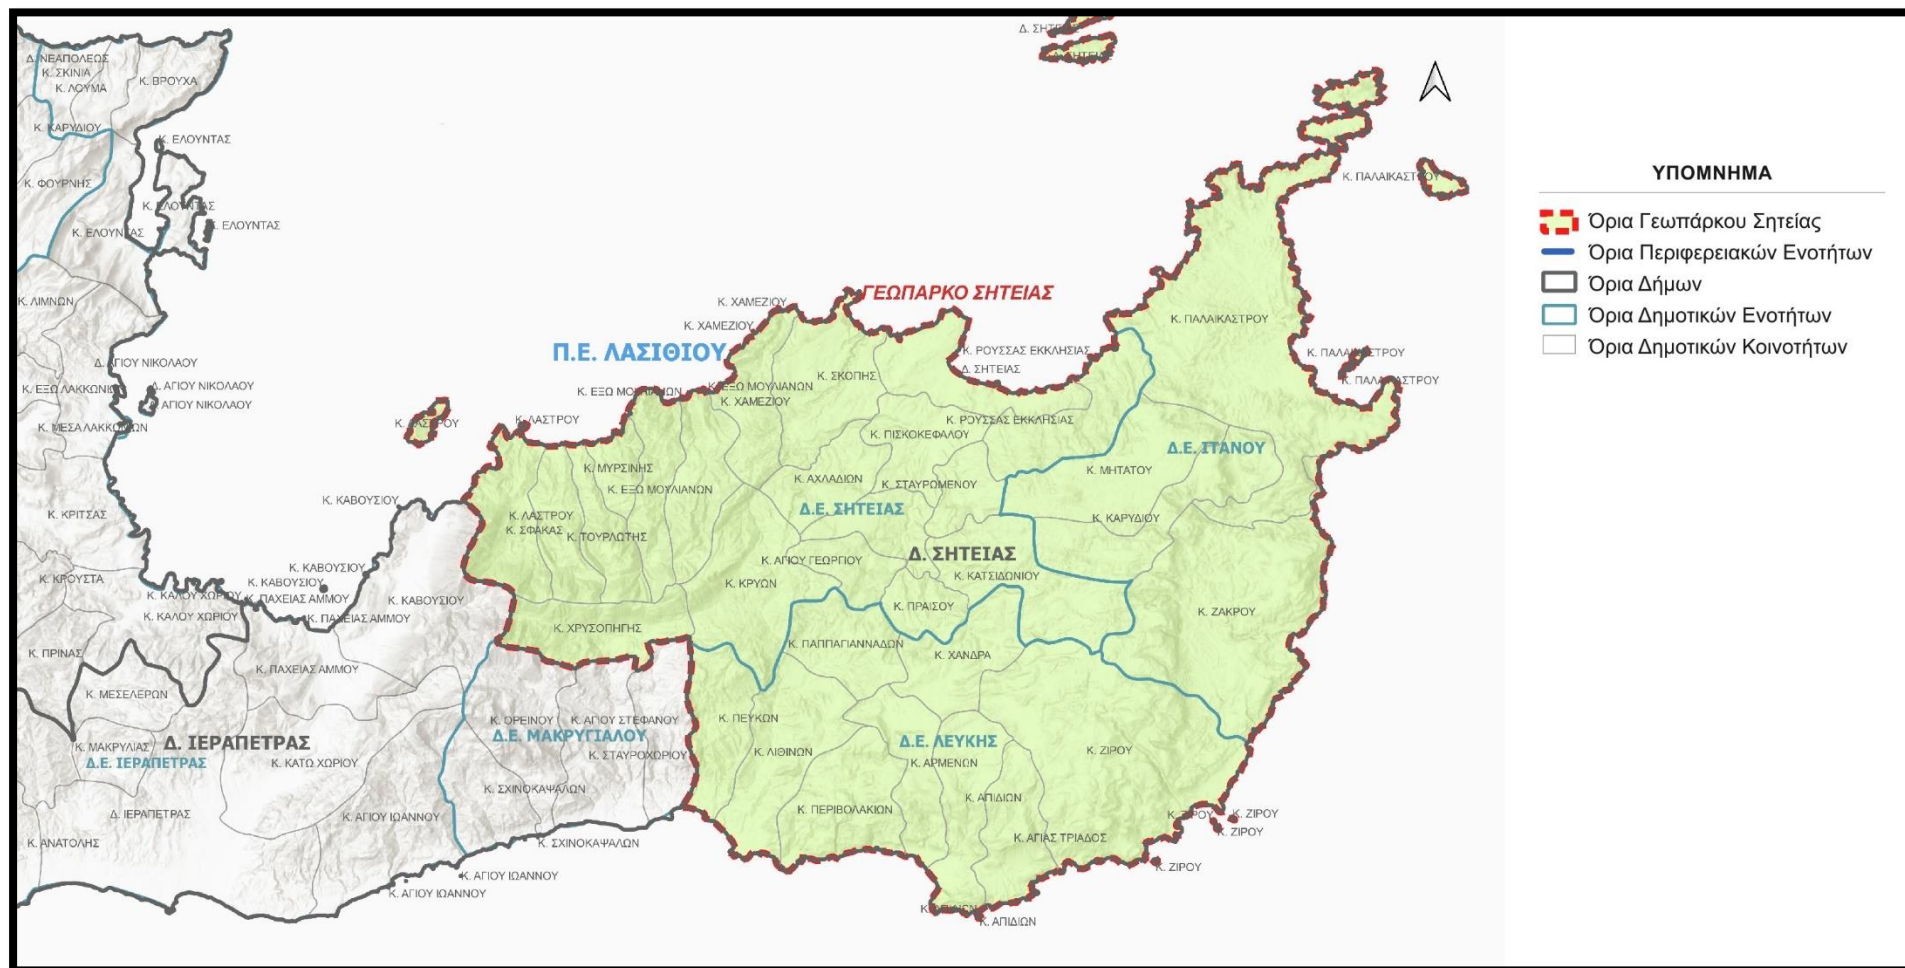 Δ. ΣΗΤΕΙΑΣ
Δ. ΣΗΤΕΙΑΣ
Δ. ΝΕΑΠΟΛΕΩΣ
Κ. ΣΚΙΝΙΑ
Κ. ΛΟΥΜΑ
Κ. ΒΡΟΥΧΑ
Κ. ΚΑΡΥΔΙΟΥ
Κ. ΕΛΟΥΝΤΑΣ
Κ. ΦΟΥΡΝΗΣ
Κ. ΕΛΟΥΝΤΑΣ
Κ. ΕΛΟΥΝΤΑΣ
Κ. ΕΛΟΥΝΤΑΣ
Κ. ΠΑΛΑΙΚΑΣΤΡΟΥ
ΥΠΟΜΝΗΜΑ
Όρια Γεωπάρκου Σητείας
Όρια Περιφερειακών Ενοτήτων
Όρια Δήμων
Όρια Δημοτικών Ενοτήτων
Όρια Δημοτικών Κοινοτήτων
Κ. ΛΙΜΝΩΝ
Κ. ΧΑΜΕΖΙΟΥ
ΓΕΩΠΑΡΚΟ ΣΗΤΕΙΑΣ
Κ. ΧΑΜΕΖΙΟΥ
Κ. ΠΑΛΑΙΚΑΣΤΡΟΥ
Π.Ε. ΛΑΣΙΘΙΟΥ
Κ. ΡΟΥΣΣΑΣ ΕΚΚΛΗΣΙΑΣ
Κ. ΠΑΛΑΙΚΑΣΤΡΟΥ
Δ. ΑΓΙΟΥ ΝΙΚΟΛΑΟΥ
Δ. ΣΗΤΕΙΑΣ
Κ. ΣΚΟΠΗΣ
Κ. ΠΑΛΑΙΚΑΣΤΡΟΥ
Κ. ΕΞΩ ΛΑΚΚΩΝΙΩΝ
Δ. ΑΓΙΟΥ ΝΙΚΟΛΑΟΥ
Κ. ΕΞΩ ΜΟΥΛΙΑΝΩΝ
Κ. ΕΞΩ ΜΟΥΛΙΑΝΩΝ
Δ. ΑΓΙΟΥ ΝΙΚΟΛΑΟΥ
Κ. ΧΑΜΕΖΙΟΥ
Κ. ΜΕΣΑ ΛΑΚΚΩΝΙΩΝ
Κ. ΛΑΣΤΡΟΥ
Κ. ΛΑΣΤΡΟΥ
Κ. ΡΟΥΣΣΑΣ ΕΚΚΛΗΣΙΑΣ
Κ. ΠΙΣΚΟΚΕΦΑΛΟΥ
Δ.Ε. ΙΤΑΝΟΥ
Κ. ΜΥΡΣΙΝΗΣ
Κ. ΑΧΛΑΔΙΩΝ
Κ. ΜΗΤΑΤΟΥ
Κ. ΕΞΩ ΜΟΥΛΙΑΝΩΝ
Κ. ΣΤΑΥΡΩΜΕΝΟΥ
Κ. ΚΑΒΟΥΣΙΟΥ
Δ.Ε. ΣΗΤΕΙΑΣ
Κ. ΚΡΙΤΣΑΣ
Κ. ΛΑΣΤΡΟΥ
Κ. ΚΑΡΥΔΙΟΥ
Κ. ΣΦΑΚΑΣ
Κ. ΤΟΥΡΛΩΤΗΣ
Δ. ΣΗΤΕΙΑΣ
Κ. ΑΓΙΟΥ ΓΕΩΡΓΙΟΥ
Κ. ΚΑΒΟΥΣΙΟΥ
Κ. ΚΑΤΣΙΔΩΝΙΟΥ
Κ. ΚΡΟΥΣΤΑ
Κ. ΚΑΒΟΥΣΙΟΥ
Κ. ΚΡΥΩΝ
Κ. ΚΑΛΟΥ ΧΩΡΙΟΥ
Κ. ΠΑΧΕΙΑΣ ΑΜΜΟΥ
Κ. ΚΑΒΟΥΣΙΟΥ
Κ. ΠΡΑΙΣΟΥ
Κ. ΖΑΚΡΟΥ
Κ. ΚΑΛΟΥ ΧΩΡΙΟΥ
Κ. ΠΑΧΕΙΑΣ ΑΜΜΟΥ
Κ. ΧΡΥΣΟΠΗΓΗΣ
Κ. ΠΑΠΠΑΓΙΑΝΝΑΔΩΝ
Κ. ΠΡΙΝΑΣ
Κ. ΧΑΝΔΡΑ
Κ. ΠΑΧΕΙΑΣ ΑΜΜΟΥ
Κ. ΜΕΣΕΛΕΡΩΝ
Κ. ΟΡΕΙΝΟΥ
Κ. ΑΓΙΟΥ ΣΤΕΦΑΝΟΥ
Κ. ΠΕΥΚΩΝ
Δ.Ε. ΜΑΚΡΥΓΙΑΛΟΥ
Κ. ΜΑΚΡΥΛΙΑΣ
Δ. ΙΕΡΑΠΕΤΡΑΣ
Δ.Ε. ΛΕΥΚΗΣ
Κ. ΛΙΘΙΝΩΝ
Κ. ΖΙΡΟΥ
Δ.Ε. ΙΕΡΑΠΕΤΡΑΣ
Κ. ΚΑΤΩ ΧΩΡΙΟΥ
Κ. ΣΤΑΥΡΟΧΩΡΙΟΥ
Κ. ΑΡΜΕΝΩΝ
Κ. ΣΧΙΝΟΚΑΨΑΛΩΝ
Κ. ΑΠΙΔΙΩΝ
Κ. ΠΕΡΙΒΟΛΑΚΙΩΝ
Δ. ΙΕΡΑΠΕΤΡΑΣ
Κ. ΑΓΙΟΥ ΙΩΑΝΝΟΥ
Κ. ΖΙΡΟΥ
Κ. ΖΙΡΟΥ
Κ. ΖΙΡΟΥ
Κ. ΑΝΑΤΟΛΗΣ
Κ. ΣΧΙΝΟΚΑΨΑΛΩΝ
Κ. ΑΓΙΑΣ ΤΡΙΑΔΟΣ
Κ. ΖΙΡΟΥ
Κ. ΑΓΙΟΥ ΙΩΑΝΝΟΥ
Κ. ΑΓΙΟΥ ΙΩΑΝΝΟΥ
Κ. ΑΠΙΔΙΩΝ
Κ. ΑΠΙΔΙΩΝ